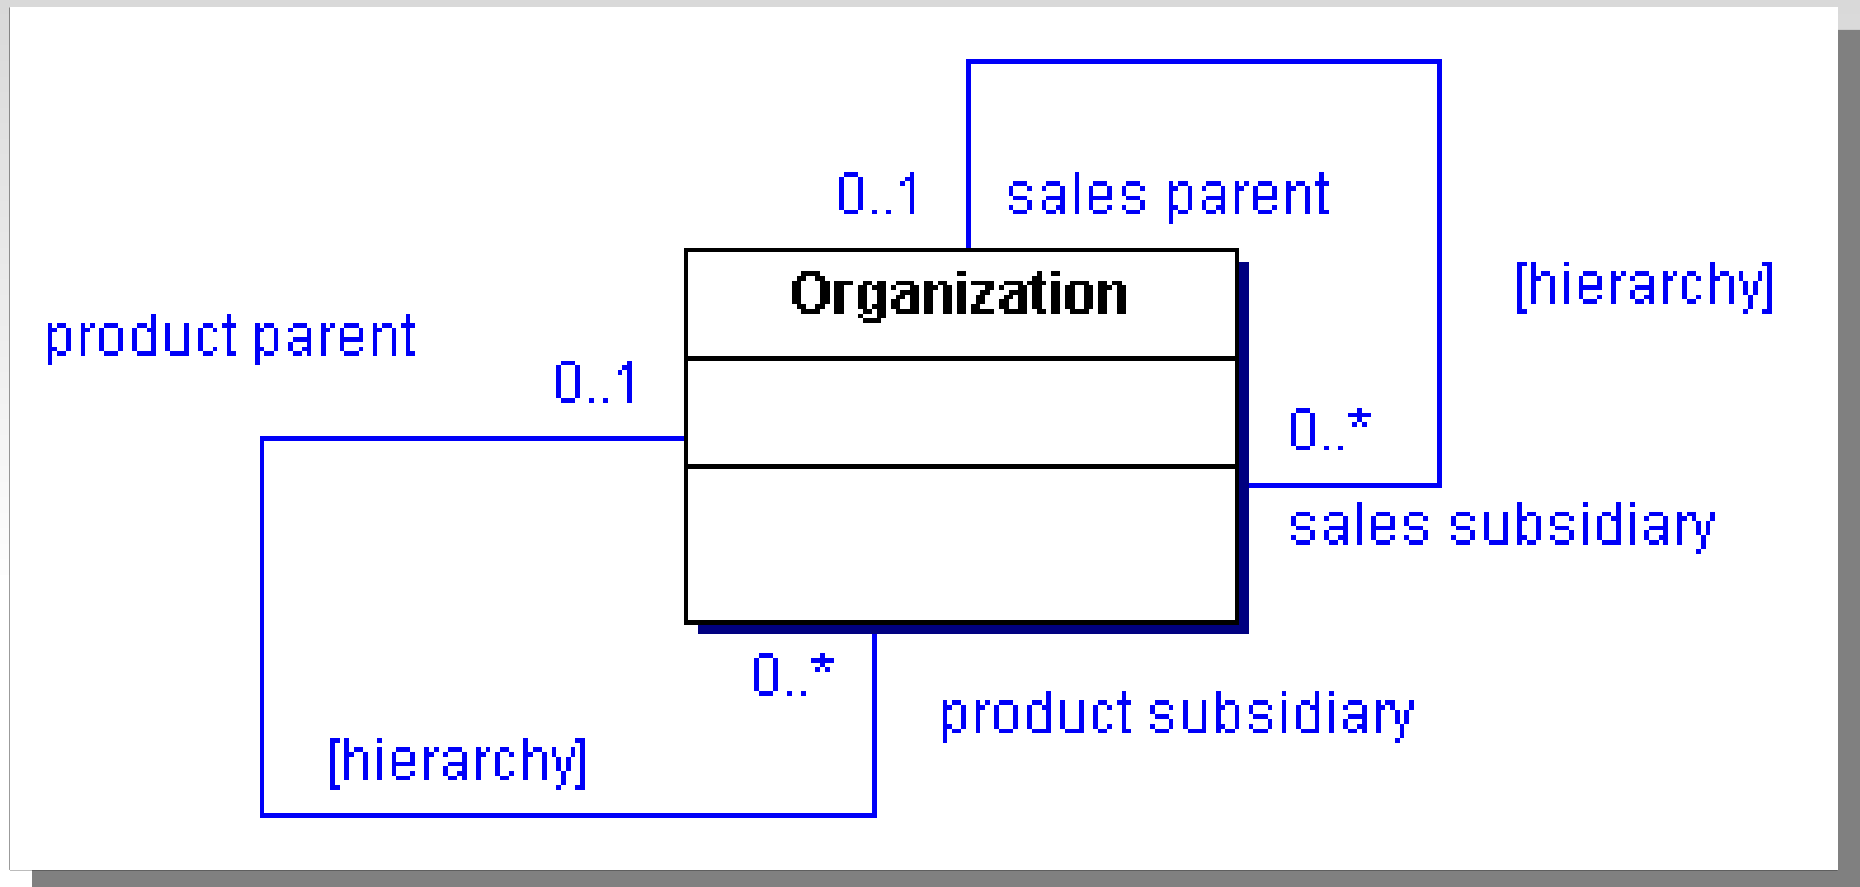 0..1
sales parent
Organization
[hierarchy]
product parent
0..1
0..*
sales subsidiary
0..*
product subsidiary
[hierarchy]